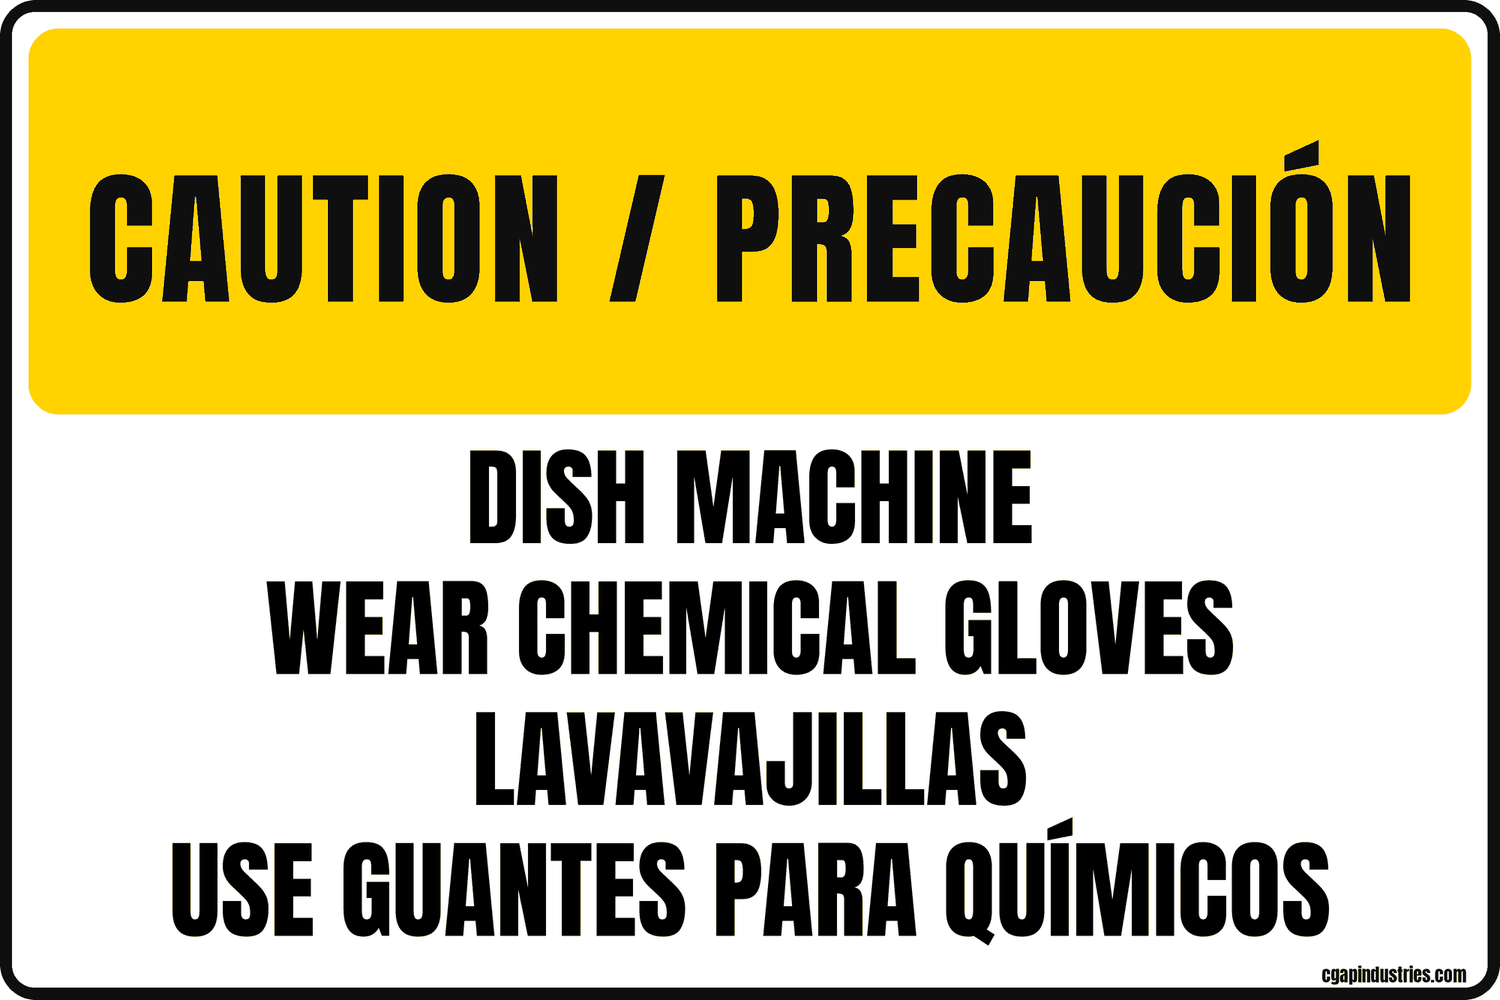 CAUTION / PRECAUCIÓN
DISH MACHINE
WEAR CHEMICAL GLOVES
LAVAVAJILLAS
USE GUANTES PARA QUÍMICOS
cgapindustries.com